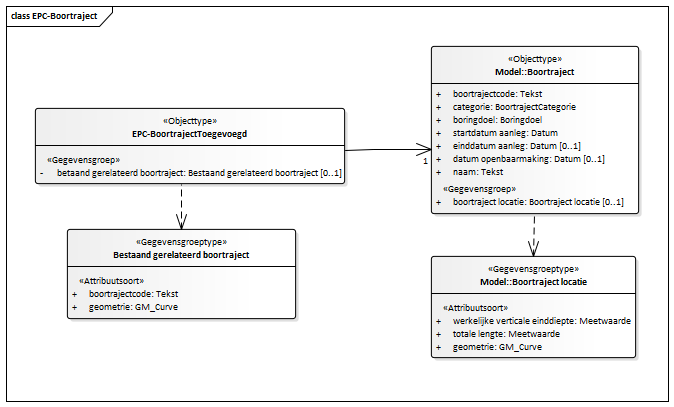 class EPC-Boortraject
«Objecttype»
EPC-BoortrajectToegevoegd
«Gegevensgroep»
- betaand gerelateerd boortraject: Bestaand gerelateerd boortraject [0..1]
1
«Objecttype»
Model::Boortraject
+ boortrajectcode: Tekst
+ categorie: BoortrajectCategorie
+ boringdoel: Boringdoel
+ startdatum aanleg: Datum
+ einddatum aanleg: Datum [0..1]
+ datum openbaarmaking: Datum [0..1]
+ naam: Tekst
«Gegevensgroep»
+ boortraject locatie: Boortraject locatie [0..1]
«Gegevensgroeptype»
Bestaand gerelateerd boortraject
«Attribuutsoort»
+ boortrajectcode: Tekst
+ geometrie: GM_Curve
«Gegevensgroeptype»
Model::Boortraject locatie
«Attribuutsoort»
+ werkelijke verticale einddiepte: Meetwaarde
+ totale lengte: Meetwaarde
+ geometrie: GM_Curve